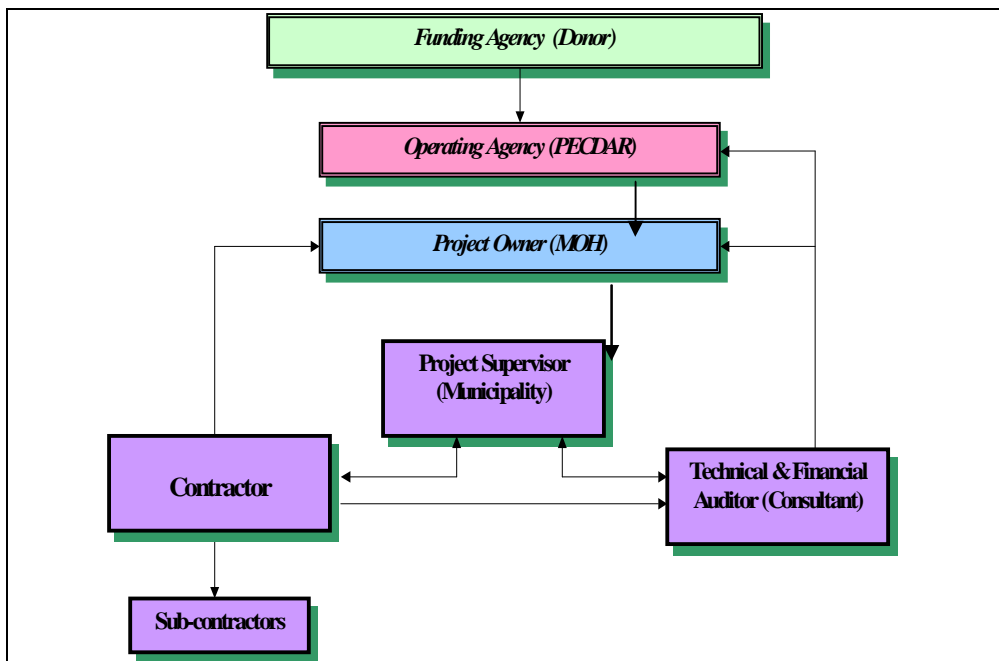 Funding Agency (Donor)
Operating Agency (PECDAR)
Project Owner (MOH)
Project Supervisor
(Municipality)
Contractor
Technical & Financial
Auditor (Consultant)
Sub-contractors